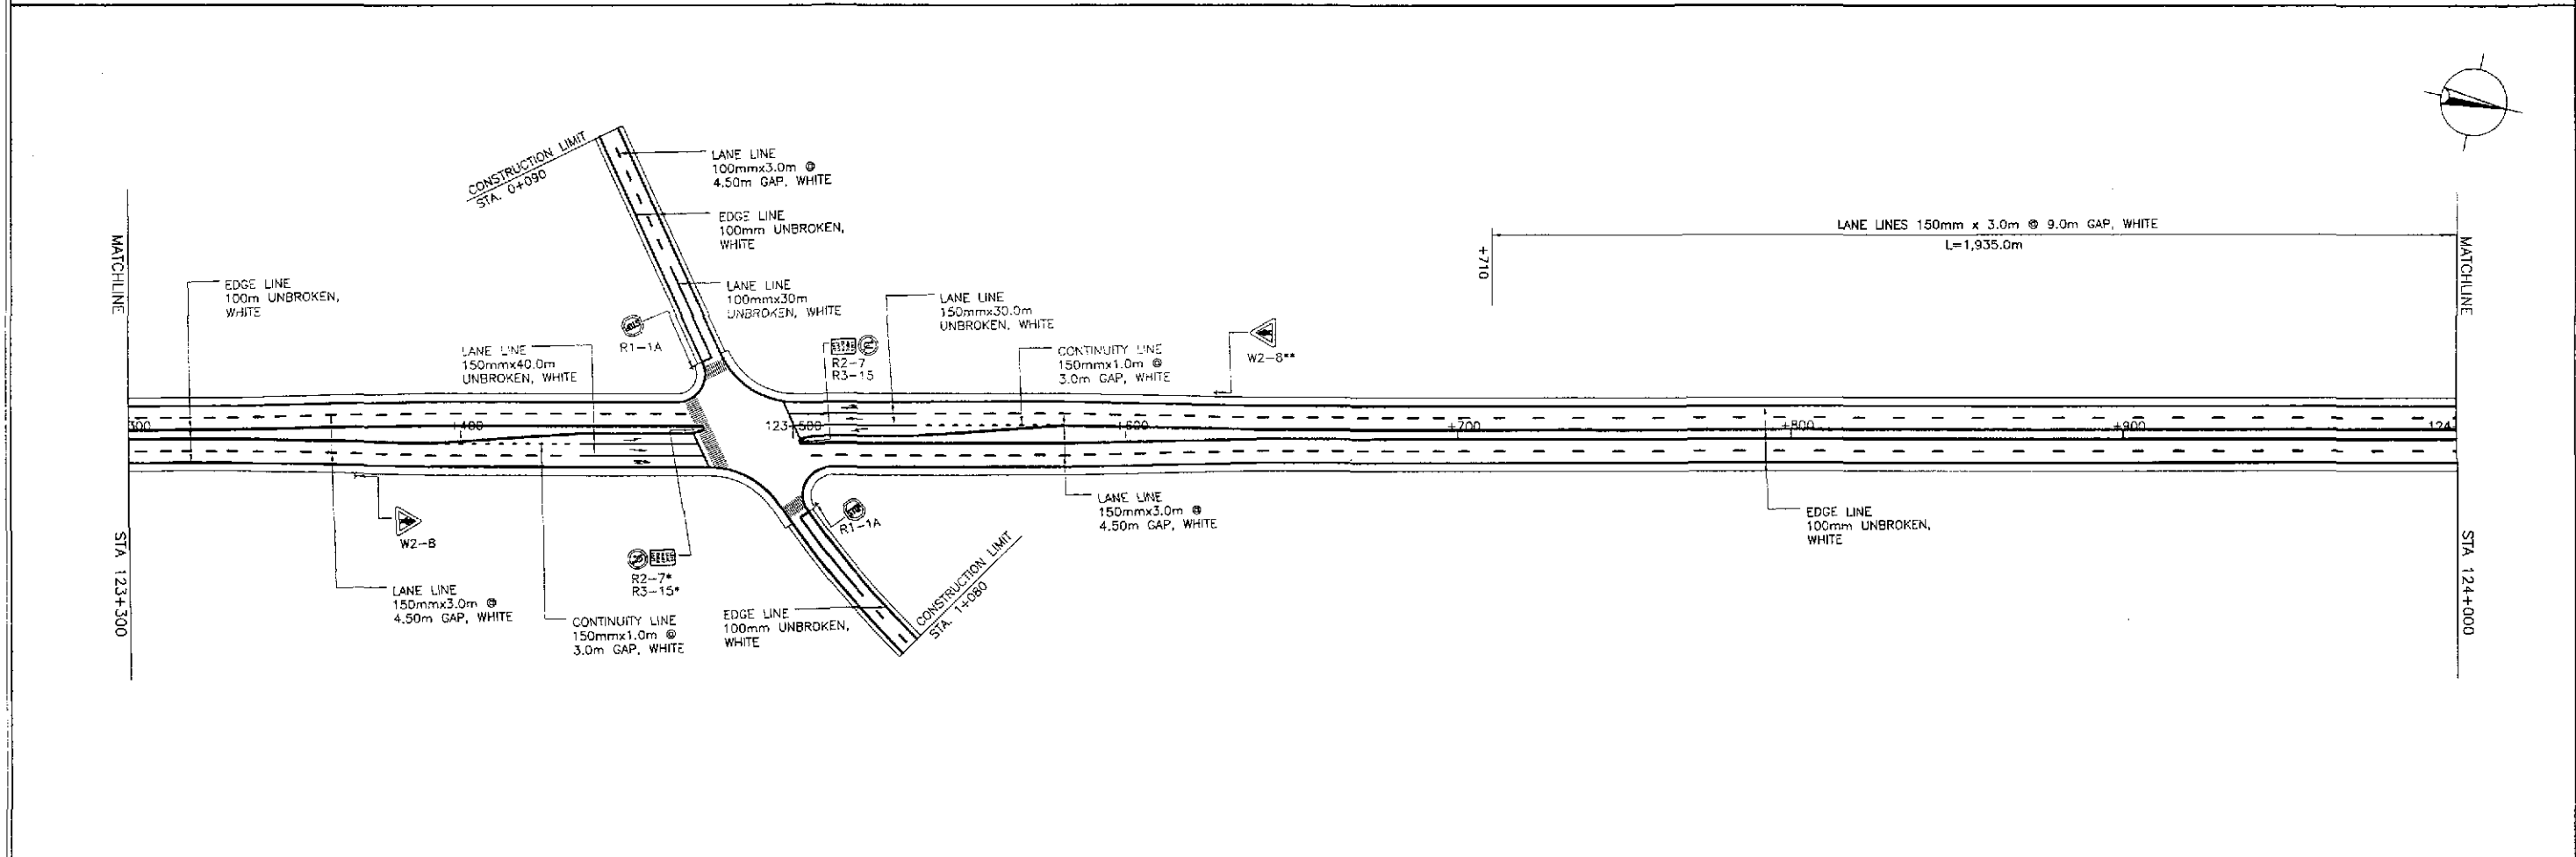 CONSTRUCTION LIMIT
STA. 0+090
LANE LINE
100mmx3.0m @
4.50m GAP, WHITE
EDGE LINE
100mm UNBROKEN,
WHITE
LANE LINES 150mm x 3.0m @ 9.0m GAP, WHITE
L=1,935.0m
+710
MATCHLINE
MATCHLINE
EDGE LINE
100m UNBROKEN,
WHITE
LANE LINE
100mmx30m
UNBROKEN, WHITE
LANE LINE
150mmx30.0m
UNBROKEN, WHITE
STOP
R1-1A
R2-7
R3-15
LANE LINE
150mmx40.0m
UNBROKEN, WHITE
CONTINUITY LINE
150mmx1.0m @
3.0m GAP, WHITE
W2-8**
300
+400
123+500
+600
+700
+800
+900
124
R1-1A
LANE LINE
150mmx3.0m @
4.50m GAP, WHITE
EDGE LINE
100mm UNBROKEN,
WHITE
W2-8
R2-7*
R3-15*
STA 123+300
STA 124+000
LANE LINE
150mmx3.0m @
4.50m GAP, WHITE
CONTINUITY LINE
150mmx1.0m @
3.0m GAP, WHITE
EDGE LINE
100mm UNBROKEN,
WHITE
CONSTRUCTION LIMIT
STA. 1+080